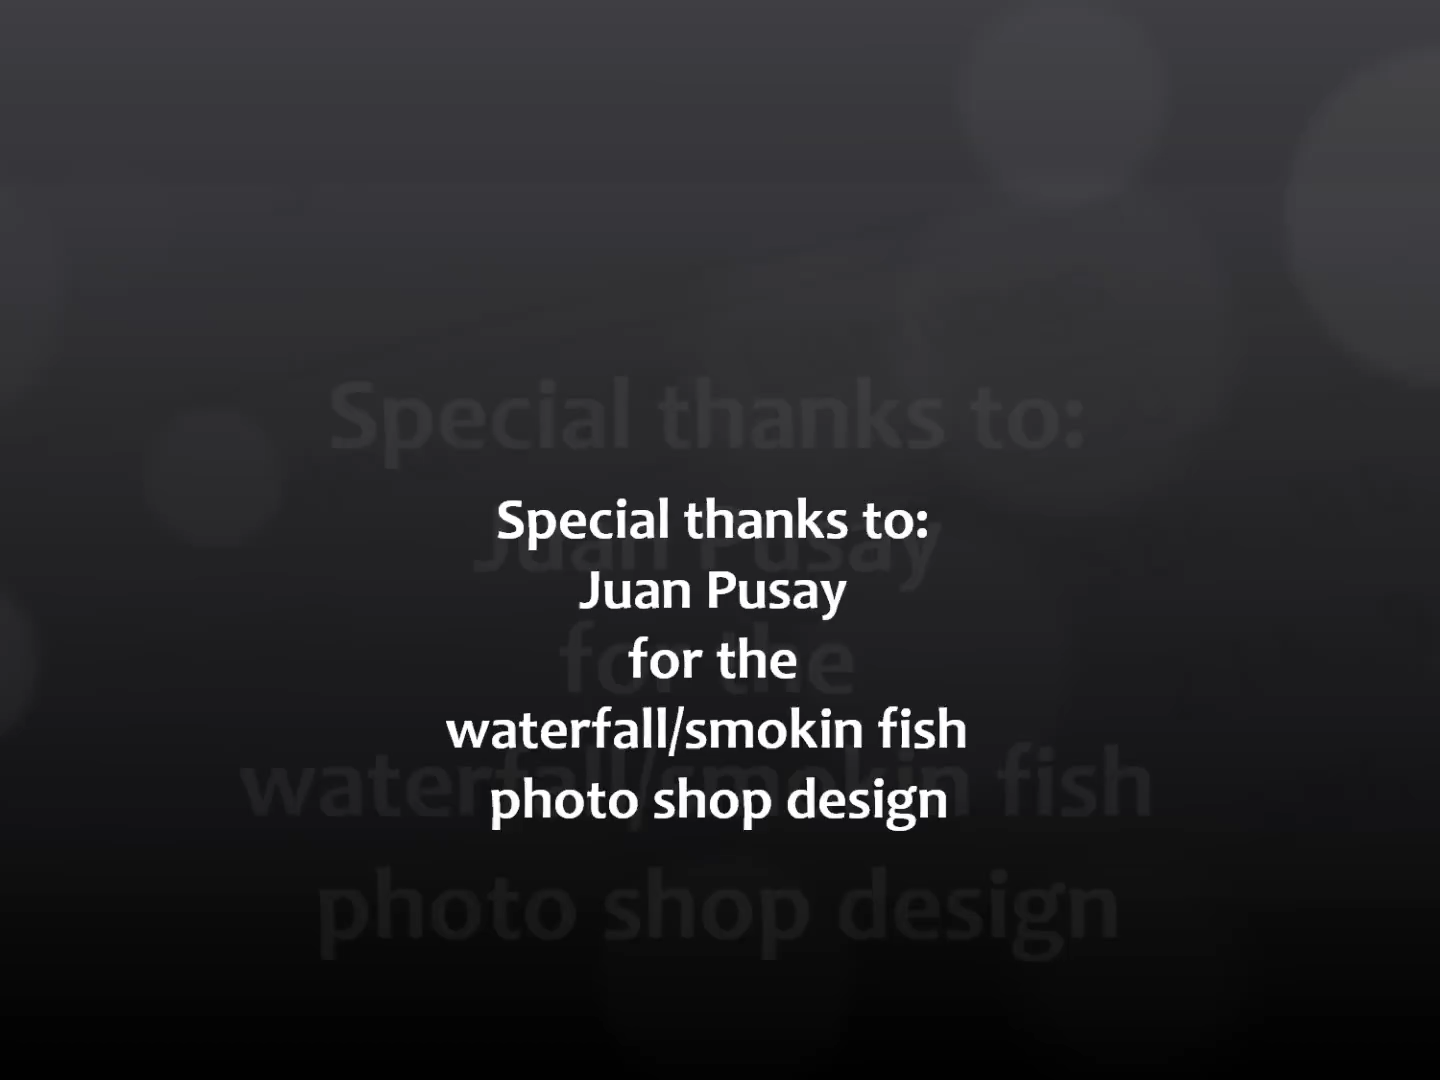 Special thanks to:
Juan Pusay
for the
waterfall/smokin fish
photo shop design